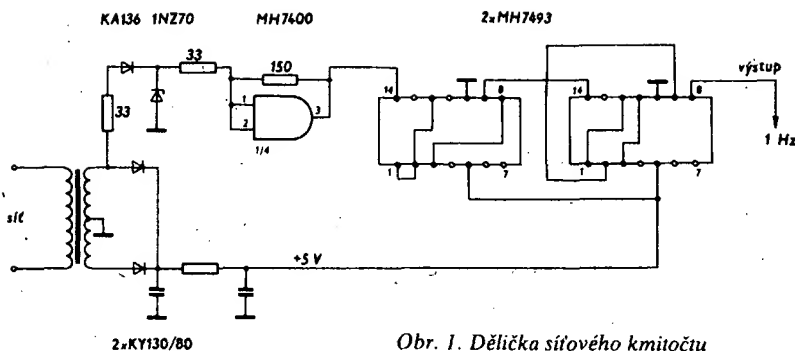 KA136 1NZ70 MH7400 2xMH7493
33
150
33
1
2
3
1/4
14
8
1
7
14
8
1
7
výstup
1 Hz
síť
+5 V
2xKY130/80
Obr. 1. Dělička síťového kmitočtu